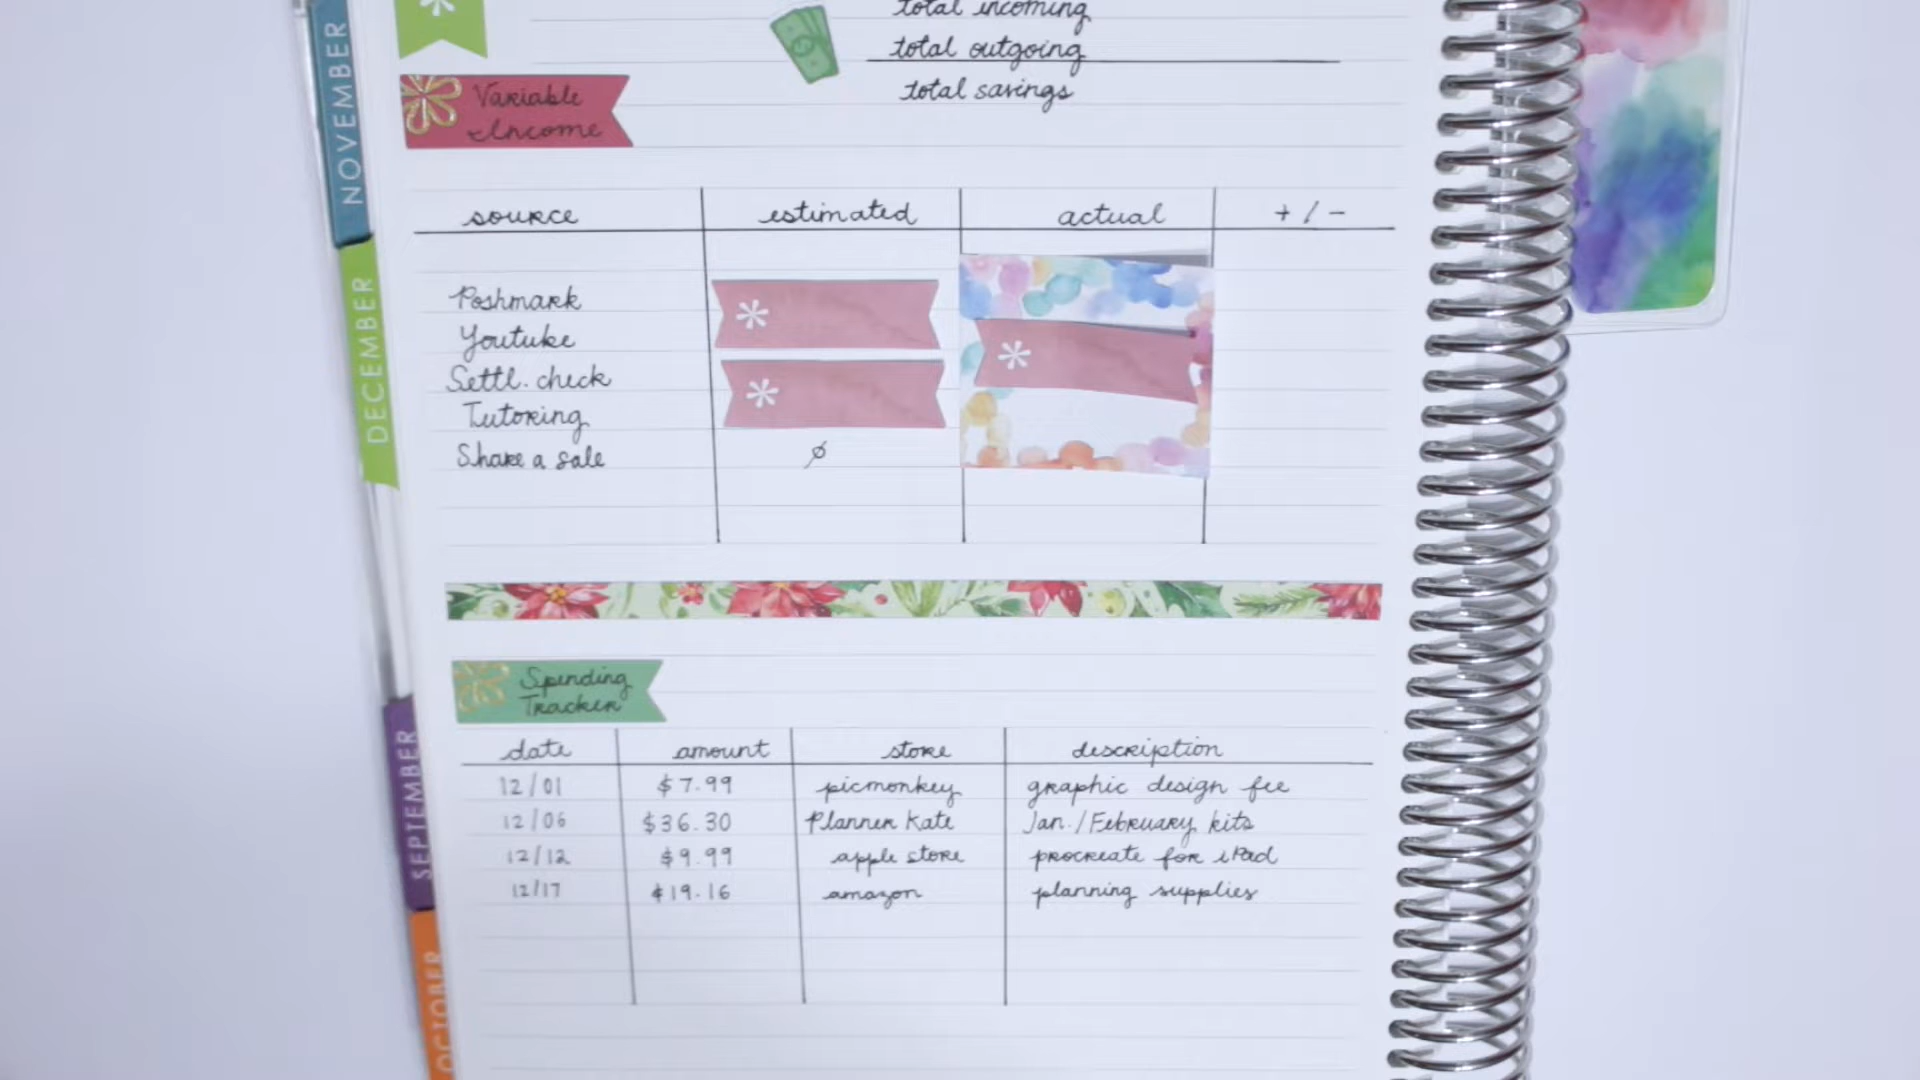 total incoming
total outgoing
total savings
Variable
Income
source estimated actual + / -
Poshmark
Youtube
Settl. check
Tutoring
Share a sale ø
Spending
Tracker
date amount store description
12/01 $7.99 picmonkey graphic design fee
12/06 $36.30 Planner Kate Jan./February kits
12/12 $9.99 apple store procreate for iPad
12/17 $19.16 amazon planning supplies
NOVEMBER
DECEMBER
SEPTEMBER
OCTOBER